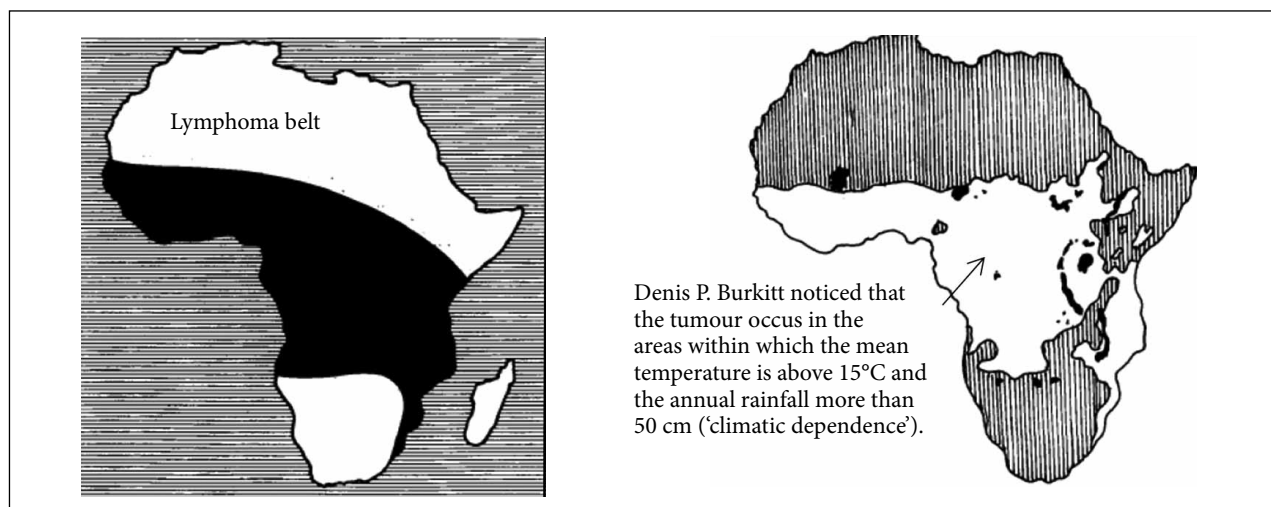 Lymphoma belt
Denis P. Burkitt noticed that
the tumour occus in the
areas within which the mean
temperature is above 15°C and
the annual rainfall more than
50 cm (‘climatic dependence’).